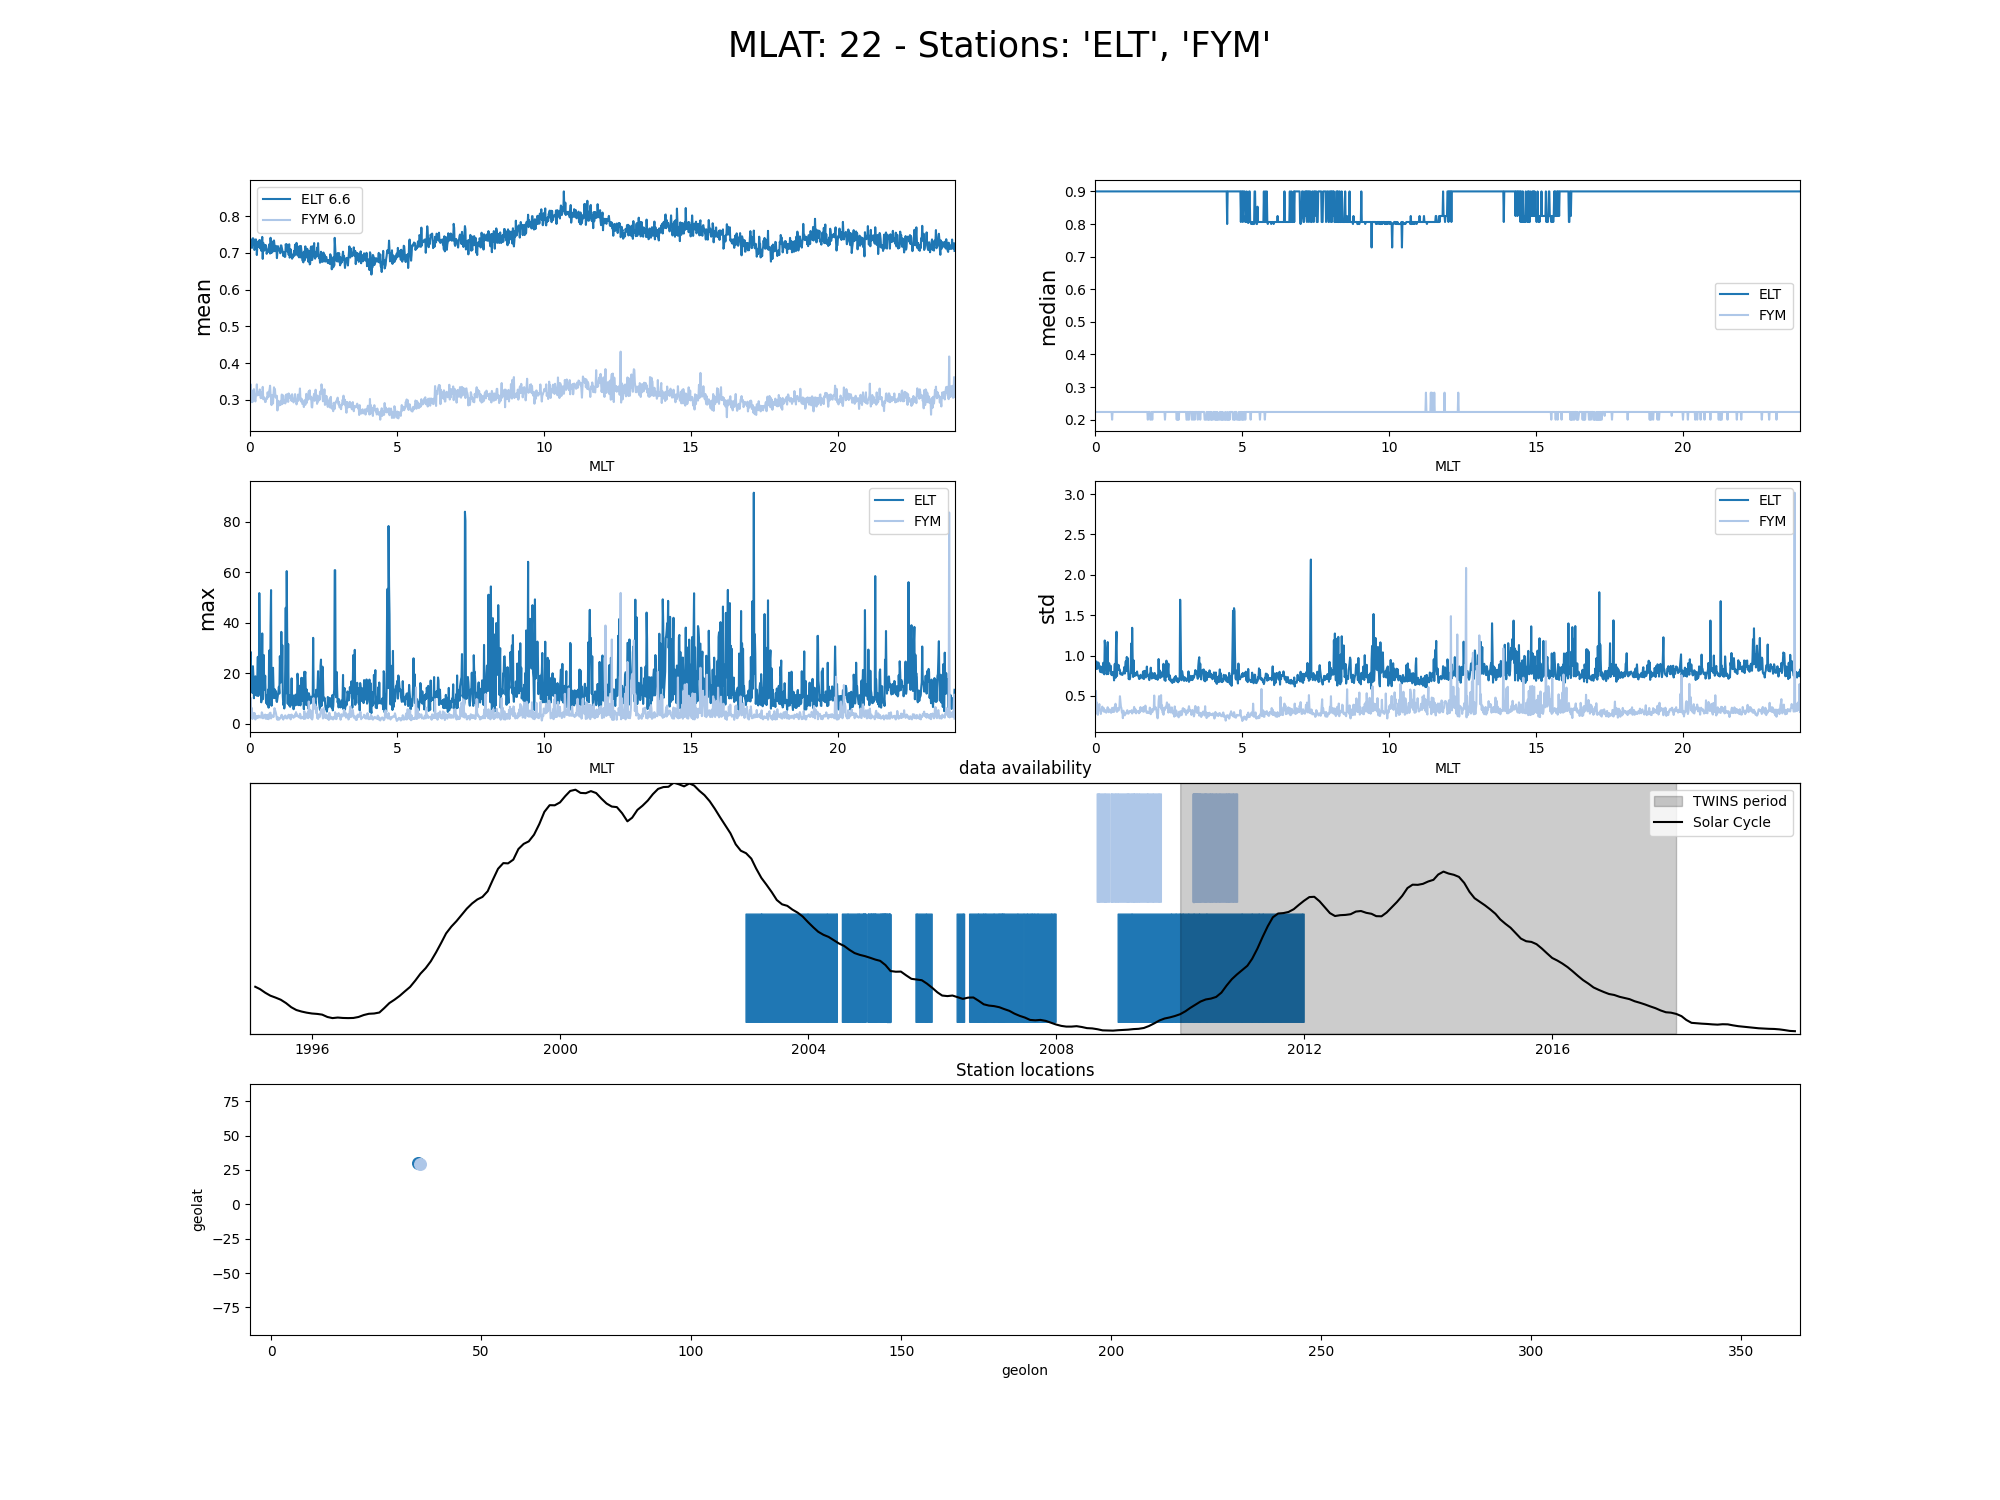 MLAT: 22 - Stations: 'ELT', 'FYM'
mean
0.8
0.7
0.6
0.5
0.4
0.3
ELT 6.6
FYM 6.0
0 5 10 15 20
MLT
median
0.9
0.8
0.7
0.6
0.5
0.4
0.3
0.2
ELT
FYM
0 5 10 15 20
MLT
max
80
60
40
20
0
ELT
FYM
0 5 10 15 20
MLT
std
3.0
2.5
2.0
1.5
1.0
0.5
ELT
FYM
0 5 10 15 20
MLT
data availability
TWINS period
Solar Cycle
1996 2000 2004 2008 2012 2016
Station locations
geolat
75
50
25
0
−25
−50
−75
0 50 100 150 200 250 300 350
geolon